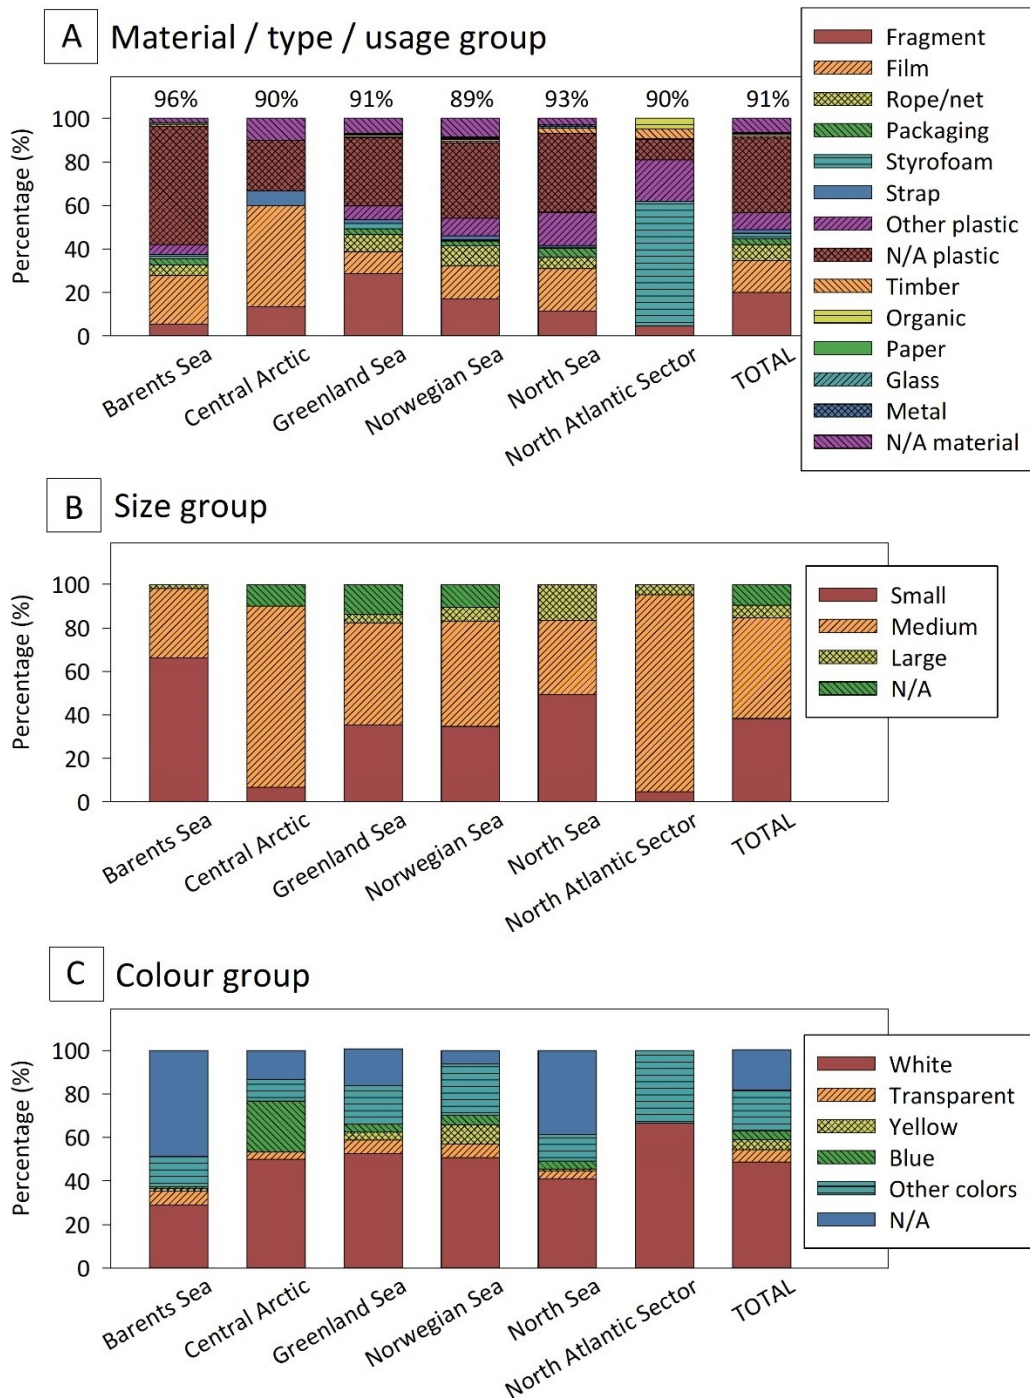 A Material / type / usage group
96% 90% 91% 89% 93% 90% 91%
Percentage (%)
100
80
60
40
20
0
Barents Sea
Central Arctic
Greland Sea
Norwegian Sea
North Sea
North Atlantic Sector
TOTAL
Fragment
Film
Rope/net
Packaging
Styrofoam
Strap
Other plastic
N/A plastic
Timber
Organic
Paper
Glass
Metal
N/A material
B Size group
Percentage (%)
100
80
60
40
20
0
Barents Sea
Central Arctic
Greenland Sea
Norwegian Sea
North Sea
North Atlantic Sector
TOTAL
Small
Medium
Large
N/A
C Colour group
Percentage (%)
100
80
60
40
20
0
Barents Sea
Central Arctic
Greenland Sea
Norwegian Sea
North Sea
North Atlantic Sector
TOTAL
White
Transparent
Yellow
Blue
Other colors
N/A